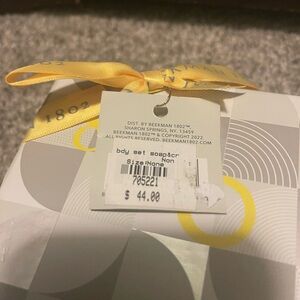 1802
DIST. BY BEEKMAN 1802™,
SHARON SPRINGS, NY, 13459
BEEKMAN 1802™ & COPYRIGHT 2022.
ALL RIGHTS RESERVED. BEEKMAN1802.COM
bdy set soap&cr
Non
Size:None
705221
$ 44.00